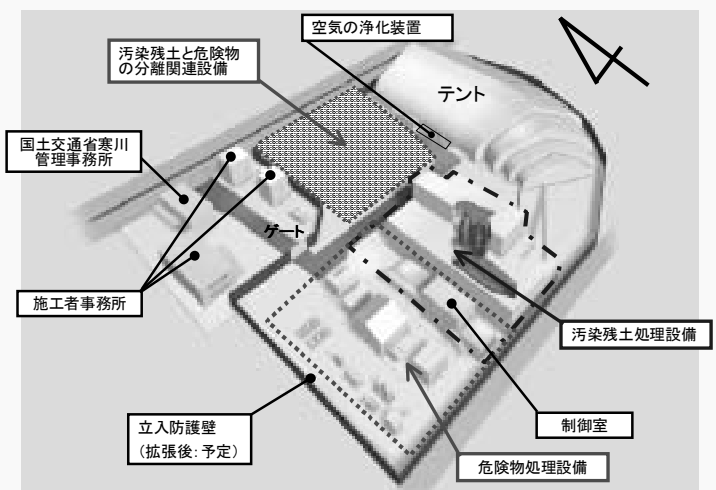 空気の浄化装置
汚染残土と危険物
の分離関連設備
テント
国土交通省寒川
管理事務所
ゲート
施工者事務所
汚染残土処理設備
立入防護壁
(拡張後:予定)
制御室
危険物処理設備